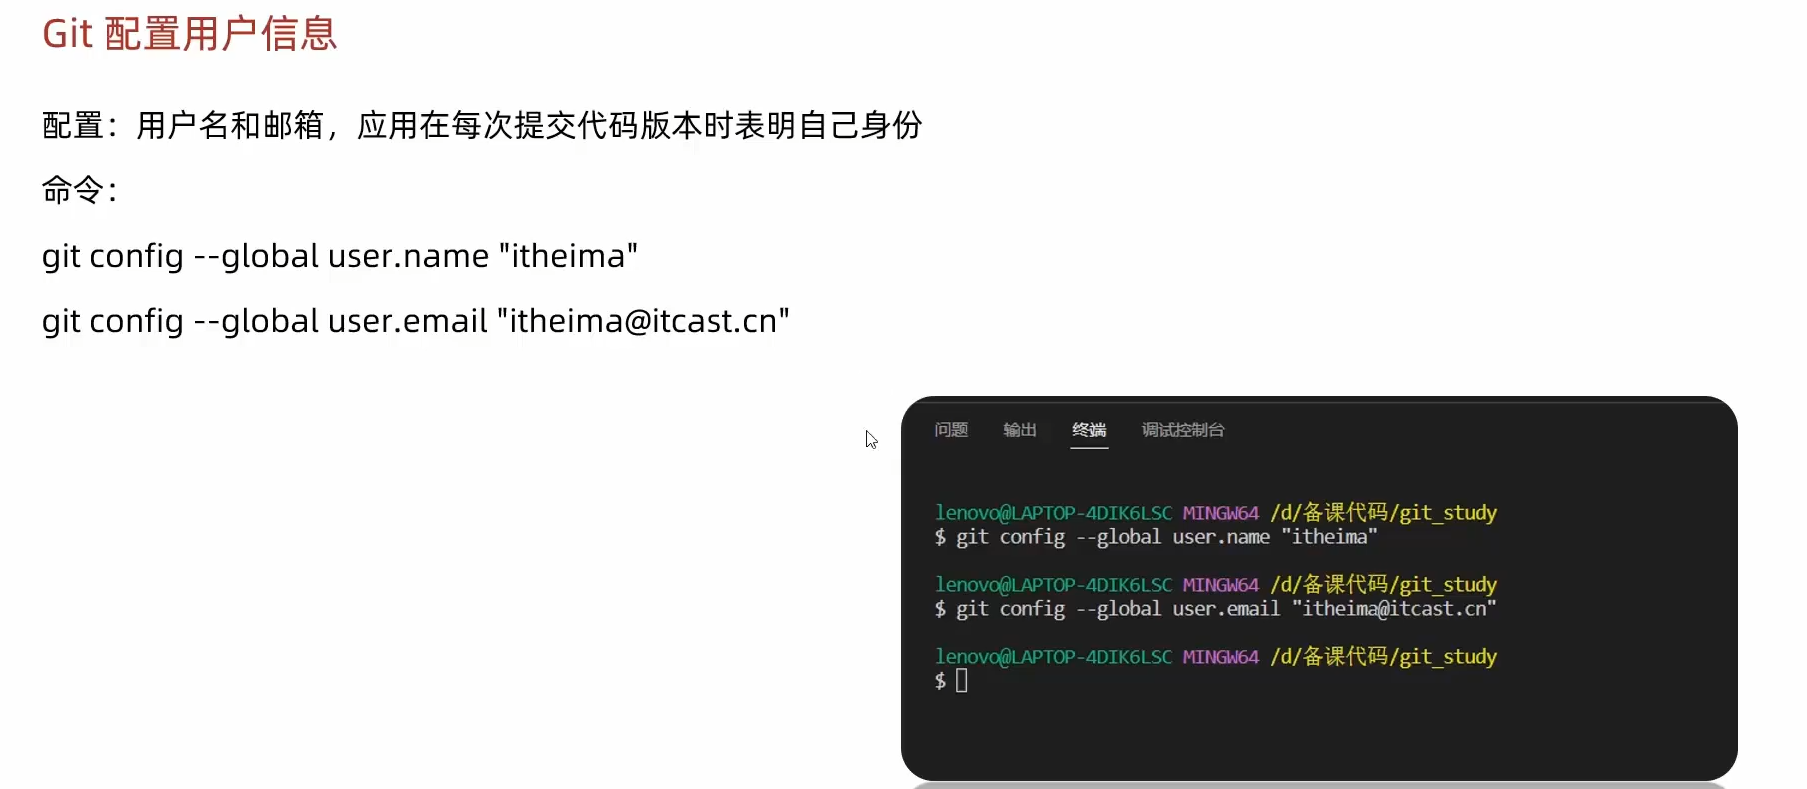 Git 配置用户信息
配置：用户名和邮箱，应用在每次提交代码版本时表明自己身份
命令：
git config --global user.name "itheima"
git config --global user.email "itheima@itcast.cn"
问题 输出 终端 调试控制台
lenovo@LAPTOP-4DIK6LSC MINGW64 /d/备课代码/git_study
$ git config --global user.name "itheima"
lenovo@LAPTOP-4DIK6LSC MINGW64 /d/备课代码/git_study
$ git config --global user.email "itheima@itcast.cn"
lenovo@LAPTOP-4DIK6LSC MINGW64 /d/备课代码/git_study
$